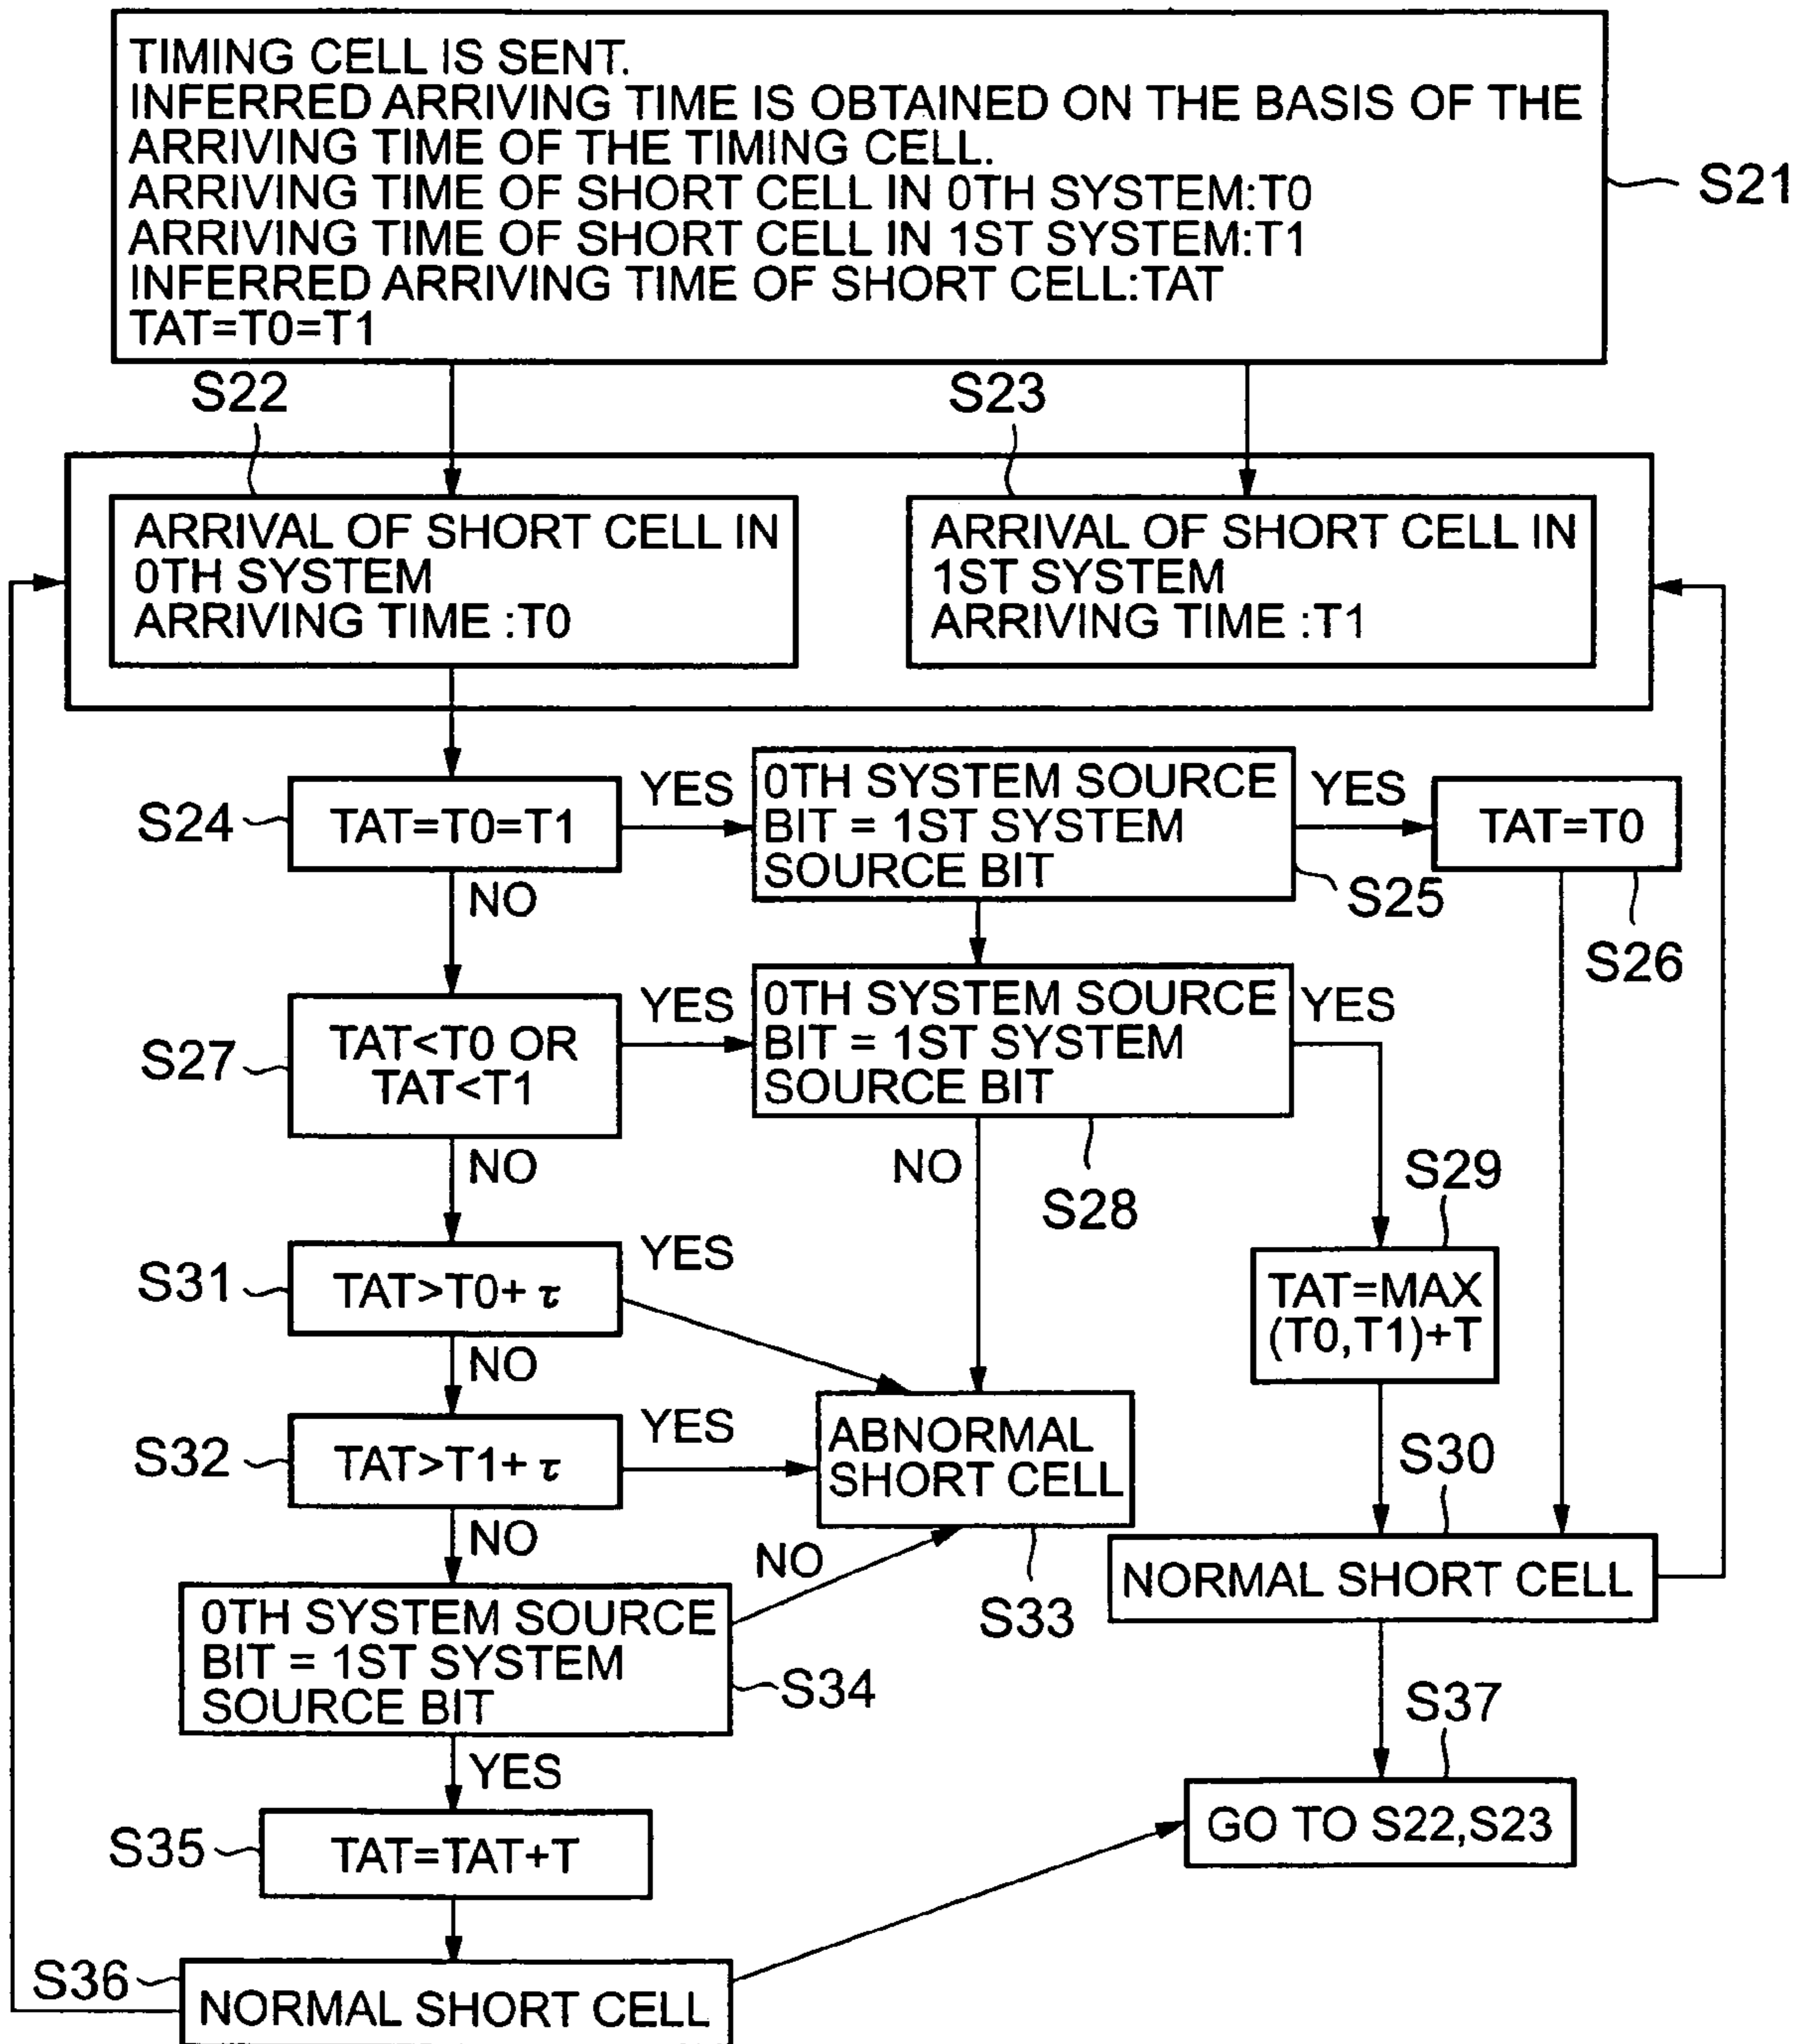 TIMING CELL IS SENT.
INFERRED ARRIVING TIME IS OBTAINED ON THE BASIS OF THE
ARRIVING TIME OF THE TIMING CELL.
ARRIVING TIME OF SHORT CELL IN 0TH SYSTEM:T0
ARRIVING TIME OF SHORT CELL IN 1ST SYSTEM:T1
INFERRED ARRIVING TIME OF SHORT CELL:TAT
TAT=T0=T1
S21
S22
S23
ARRIVAL OF SHORT CELL IN
0TH SYSTEM
ARRIVING TIME :T0
ARRIVAL OF SHORT CELL IN
1ST SYSTEM
ARRIVING TIME :T1
S24
TAT=T0=T1
YES
NO
0TH SYSTEM SOURCE
BIT = 1ST SYSTEM
SOURCE BIT
YES
S25
TAT=T0
S26
S27
TAT<T0 OR
TAT<T1
YES
NO
0TH SYSTEM SOURCE
BIT = 1ST SYSTEM
SOURCE BIT
YES
NO
S28
S29
TAT=MAX
(T0,T1)+T
S31
TAT>T0+τ
YES
NO
S32
TAT>T1+τ
YES
NO
ABNORMAL
SHORT CELL
S33
S30
NORMAL SHORT CELL
0TH SYSTEM SOURCE
BIT = 1ST SYSTEM
SOURCE BIT
NO
S34
YES
S35
TAT=TAT+T
S37
GO TO S22,S23
S36
NORMAL SHORT CELL